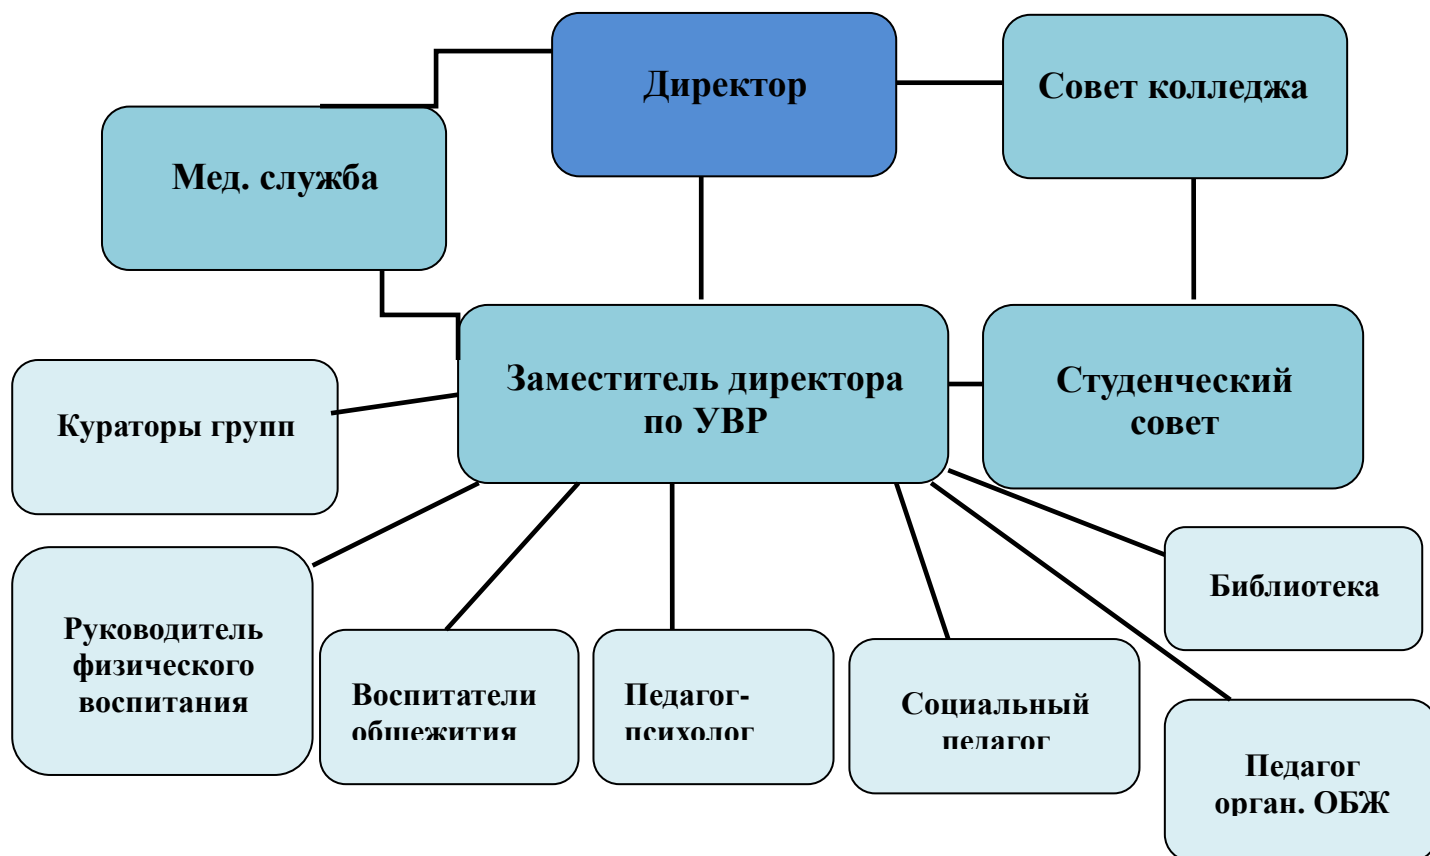 Директор
Совет колледжа
Мед. служба
Заместитель директора
по УВР
Студенческий
совет
Кураторы групп
Библиотека
Руководитель
физического
воспитания
Воспитатели
общежития
Педагог-
психолог
Социальный
педагог
Педагог
орган. ОБЖ